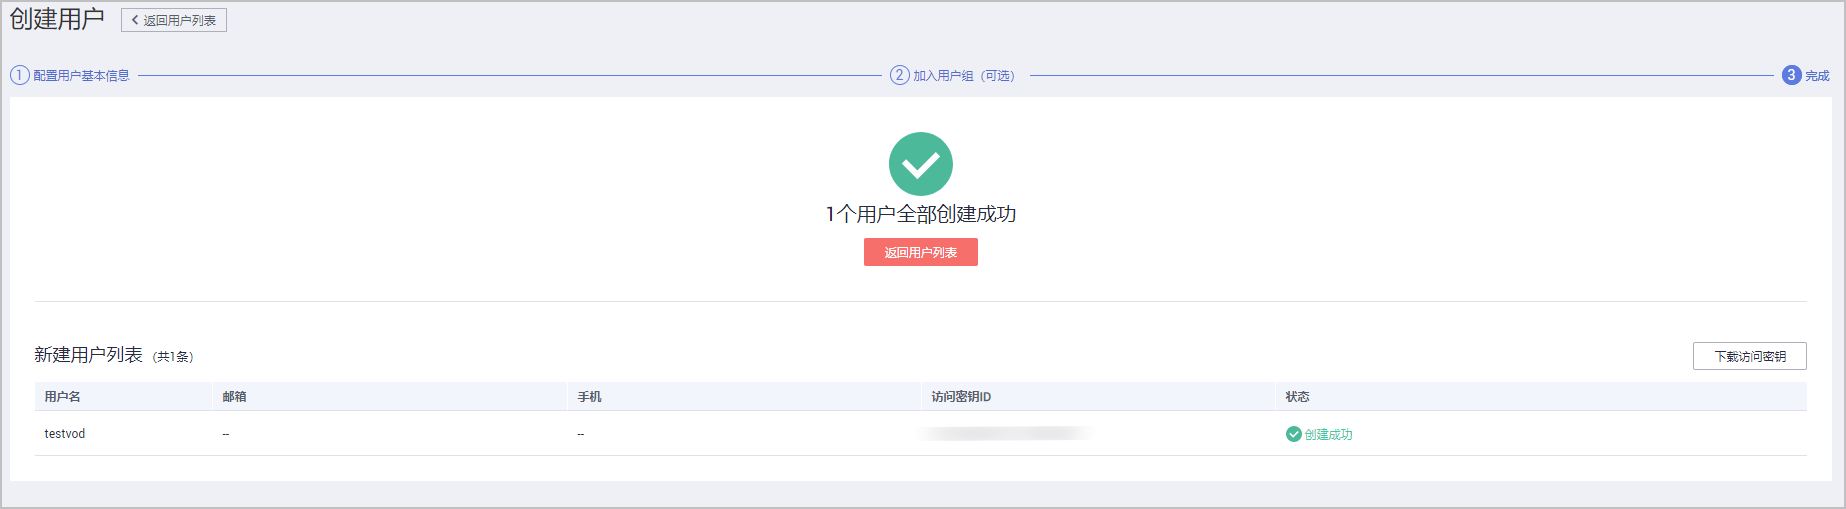 创建用户 返回用户列表
1 配置用户基本信息 2 加入用户组（可选） 3 完成
1个用户全部创建成功
返回用户列表
新建用户列表（共1条） 下载访问密钥
用户名 邮箱 手机 访问密钥ID 状态
testvod -- -- 创建成功